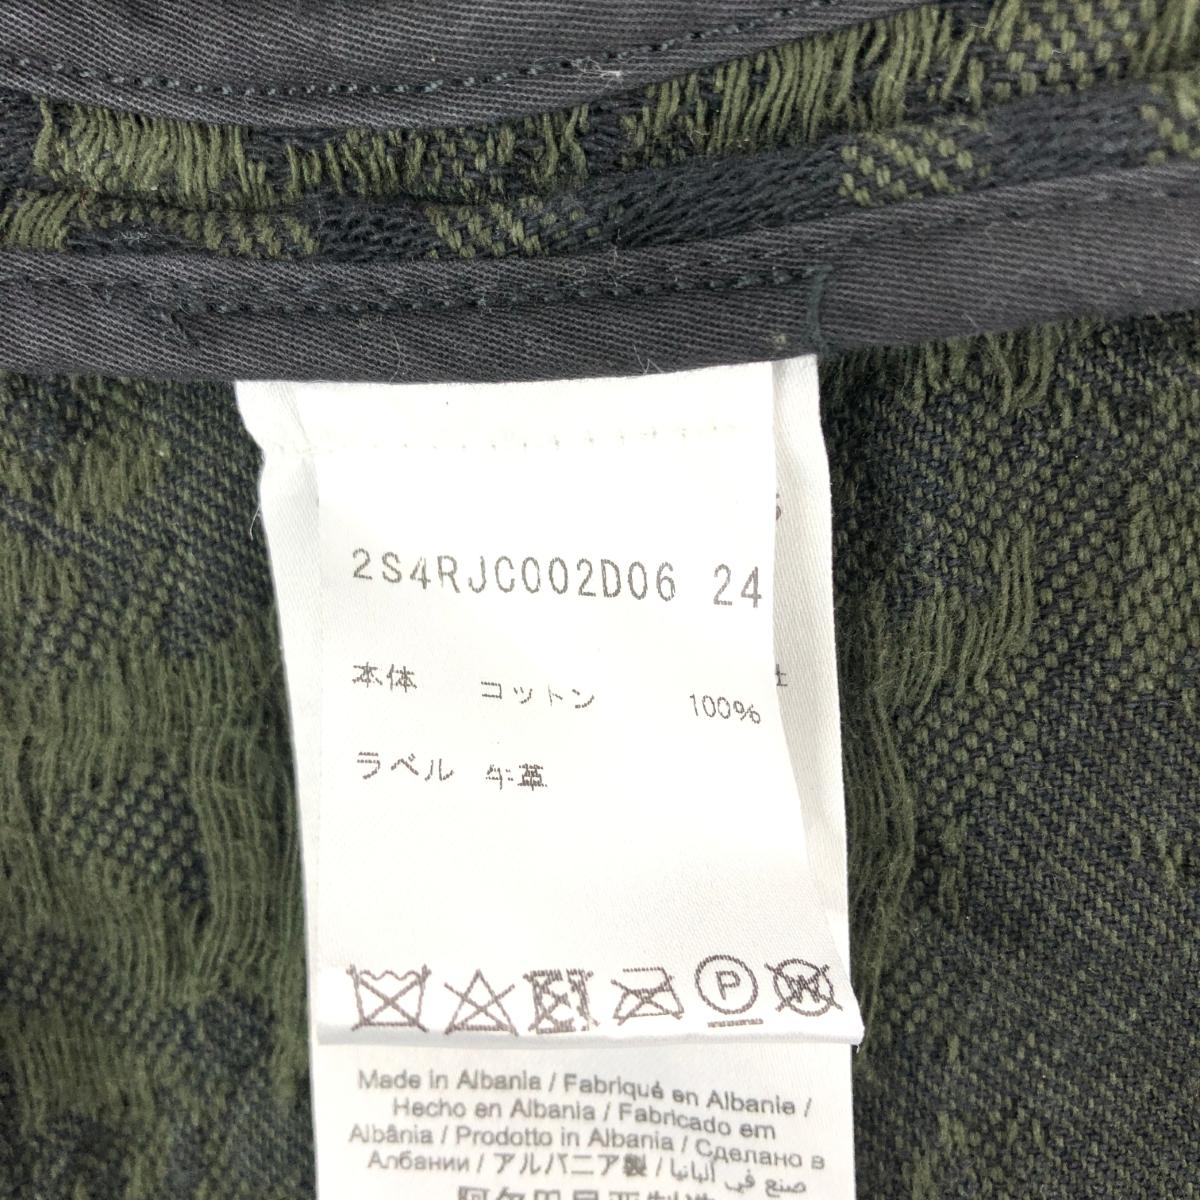 2S4RJC002D06 24
本体 コットン 100%
ラベル 牛革
P
W
Made in Albania / Fabriqué en Albanie /
Hecho en Albania / Fabricado em
Albânia / Prodotto in Albania / Сделано в
Албании / アルバニア製 / صنع في ألبانيا